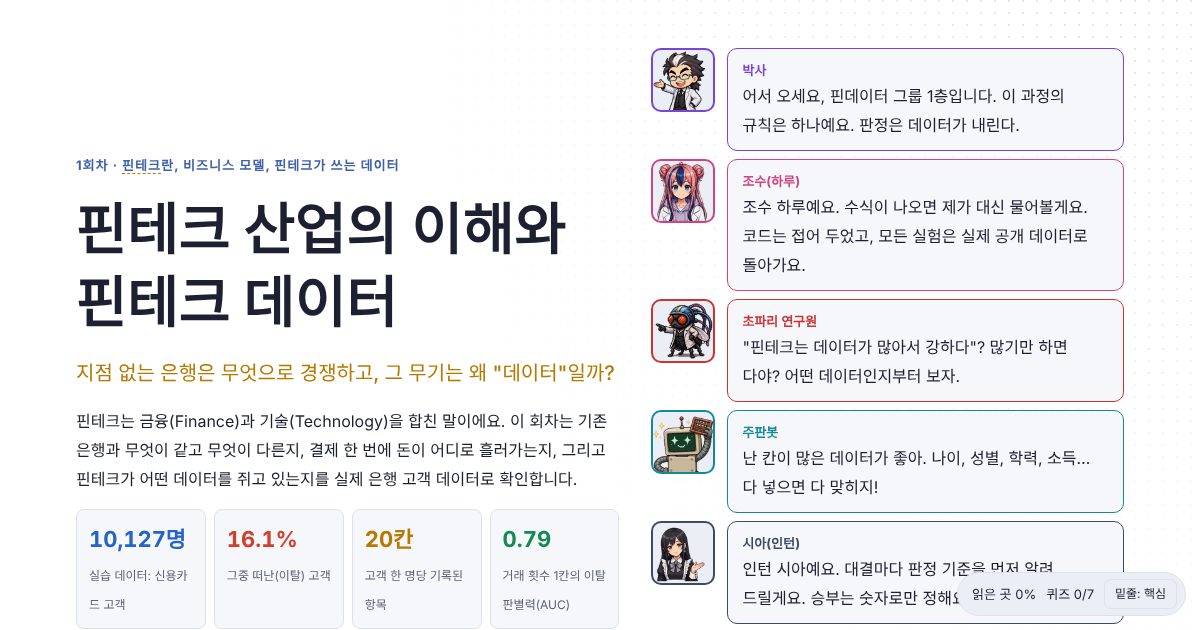 1회차 · 핀테크란, 비즈니스 모델, 핀테크가 쓰는 데이터
핀테크 산업의 이해와
핀테크 데이터
지점 없는 은행은 무엇으로 경쟁하고, 그 무기는 왜 "데이터"일까?
핀테크는 금융(Finance)과 기술(Technology)을 합친 말이에요. 이 회차는 기존
은행과 무엇이 같고 무엇이 다른지, 결제 한 번에 돈이 어디로 흘러가는지, 그리고
핀테크가 어떤 데이터를 쥐고 있는지를 실제 은행 고객 데이터로 확인합니다.
10,127명
실습 데이터: 신용카
드 고객
16.1%
그중 떠난(이탈) 고객
20칸
고객 한 명당 기록된
항목
0.79
거래 횟수 1칸의 이탈
판별력(AUC)
박사
어서 오세요, 핀데이터 그룹 1층입니다. 이 과정의
규칙은 하나예요. 판정은 데이터가 내린다.
조수(하루)
조수 하루예요. 수식이 나오면 제가 대신 물어볼게요.
코드는 접어 두었고, 모든 실험은 실제 공개 데이터로
돌아가요.
초파리 연구원
"핀테크는 데이터가 많아서 강하다"? 많기만 하면
다야? 어떤 데이터인지부터 보자.
주판봇
난 칸이 많은 데이터가 좋아. 나이, 성별, 학력, 소득...
다 넣으면 다 맞히지!
시아(인턴)
인턴 시아예요. 대결마다 판정 기준을 먼저 알려
드릴게요. 승부는 숫자로만 정해요
읽은 곳 0% 퀴즈 0/7 밑줄: 핵심